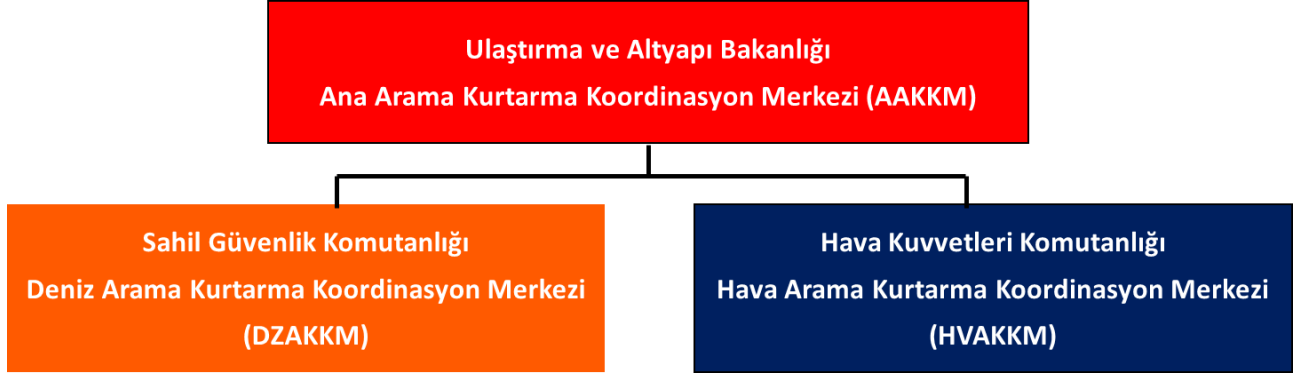 Ulaştırma ve Altyapı Bakanlığı
Ana Arama Kurtarma Koordinasyon Merkezi (AAKKM)
Sahil Güvenlik Komutanlığı
Deniz Arama Kurtarma Koordinasyon Merkezi
(DZAKKM)
Hava Kuvvetleri Komutanlığı
Hava Arama Kurtarma Koordinasyon Merkezi
(HVAKKM)